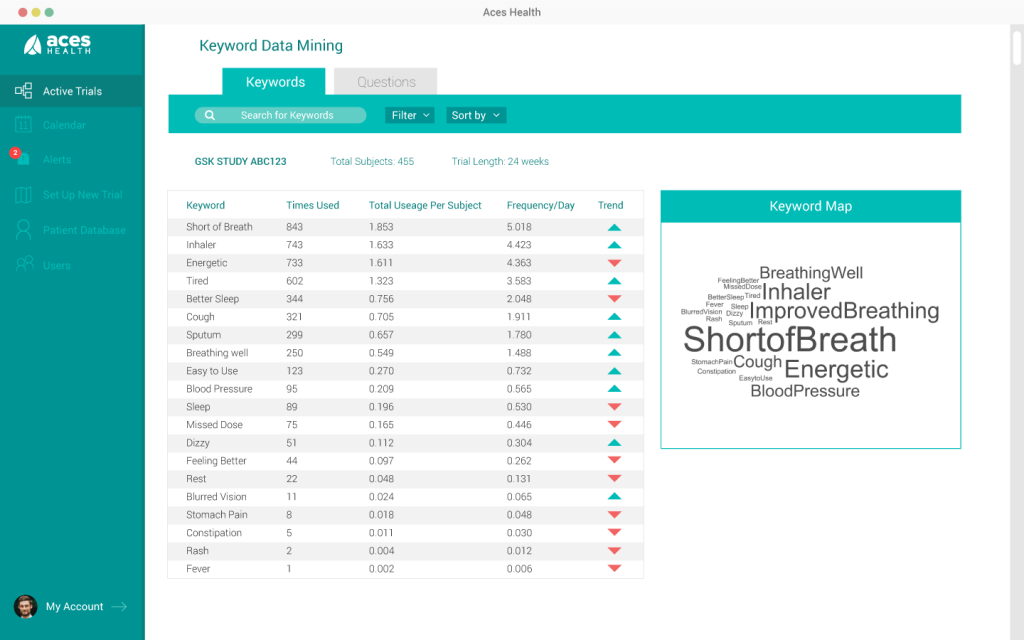 Aces Health
aces
HEALTH
Active Trials
11
Calendar
2
Alerts
Set Up New Trial
Patient Database
Users
My Account
Keyword Data Mining
Keywords Questions
Search for Keywords Filter Sort by
GSK STUDY ABC123 Total Subjects: 455 Trial Length: 24 weeks
Keyword Times Used Total Useage Per Subject Frequency/Day Trend
Short of Breath 843 1.853 5.018
Inhaler 743 1.633 4.423
Energetic 733 1.611 4.363
Tired 602 1.323 3.583
Better Sleep 344 0.756 2.048
Cough 321 0.705 1.911
Sputum 299 0.657 1.780
Breathing well 250 0.549 1.488
Easy to Use 123 0.270 0.732
Blood Pressure 95 0.209 0.565
Sleep 89 0.196 0.530
Missed Dose 75 0.165 0.446
Dizzy 51 0.112 0.304
Feeling Better 44 0.097 0.262
Rest 22 0.048 0.131
Blurred Vision 11 0.024 0.065
Stomach Pain 8 0.018 0.048
Constipation 5 0.011 0.030
Rash 2 0.004 0.012
Fever 1 0.002 0.006
Keyword Map
BreathingWell
FeelingBetter
MissedDose Inhaler
BetterSleep Tired
Fever Sleep ImprovedBreathing
BlurredVision Dizzy
Rash Sputum Rest
ShortofBreath
StomachPain Cough Energetic
Constipation
EasytoUse
BloodPressure